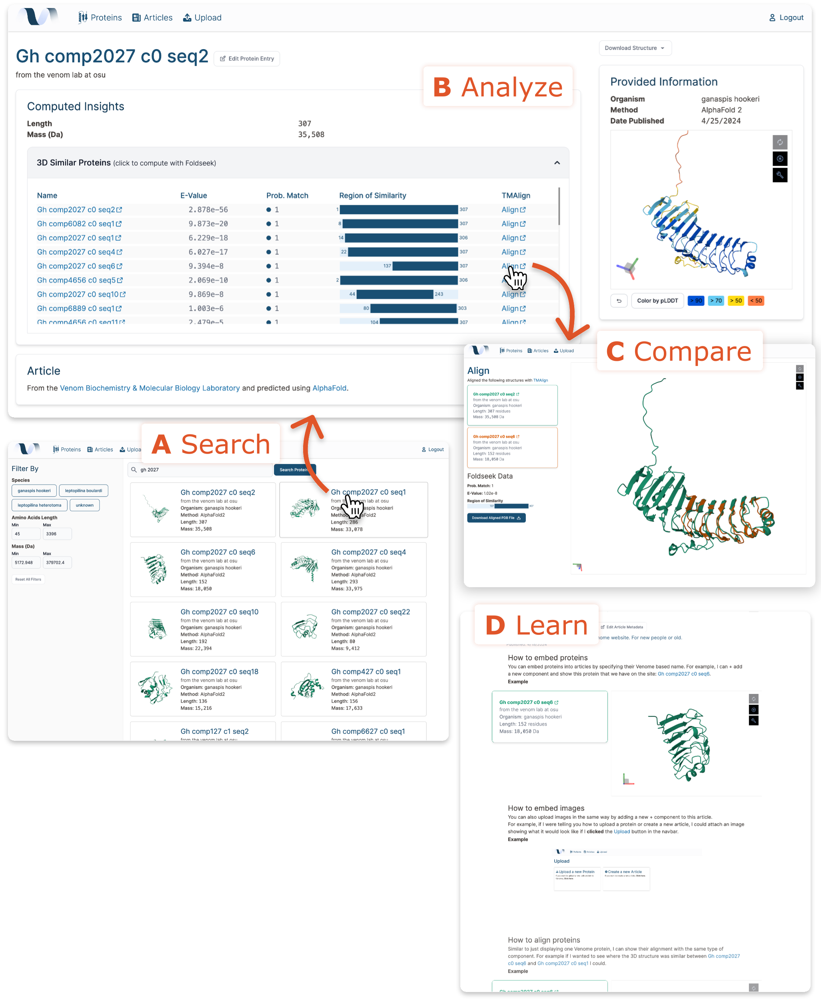 Proteins Articles Upload Logout
Gh comp2027 c0 seq2 Edit Protein Entry
from the venom lab at osu
B Analyze
Computed Insights
Length 307
Mass (Da) 35,508
3D Similar Proteins (click to compute with Foldseek)
Name E-Value Prob. Match Region of Similarity TMAlign
Gh comp2027 c0 seq2 2.878e-56 1 1 307 Align
Gh comp6082 c0 seq1 9.873e-20 1 8 307 Align
Gh comp2027 c0 seq1 6.229e-18 1 14 306 Align
Gh comp2027 c0 seq4 6.027e-17 1 22 307 Align
Gh comp2027 c0 seq6 9.394e-8 1 137 307 Align
Gh comp4656 c0 seq5 2.069e-10 1 2 306
Gh comp2027 c0 seq10 9.869e-8 1 44 243 Align
Gh comp6889 c0 seq1 1.003e-6 1 80 303 Align
Gh comp4656 c0 seq11 2.479e-5 1 104 307 Align
Article
From the Venom Biochemistry & Molecular Biology Laboratory and predicted using AlphaFold.
Download Structure
Provided Information
Organism ganaspis hookeri
Method AlphaFold 2
Date Published 4/25/2024
Color by pLDDT > 90 > 70 > 50 < 50
C Compare
Proteins Articles Upload
Align
Aligned the following structures with TMAlign
Gh comp2027 c0 seq2
from the venom lab at osu
Organism: ganaspis hookeri
Length: 307 residues
Mass: 35,508 Da
Gh comp2027 c0 seq6
from the venom lab at osu
Organism: ganaspis hookeri
Length: 152 residues
Mass: 18,050 Da
Foldseek Data
Prob. Match: 1
E-Value: 1.02e-8
Region of Similarity
137 307
Download Aligned PDB File
A Search
Proteins Articles Uploa Logout
Filter By
Species
ganaspis hookeri leptopilina boulardi
leptopilina heterotoma unknown
Amino Acids Length
Min Max
45 3396
Mass (Da)
Min Max
5172.948 379702.4
Reset All Filters
gh 2027 Search Protein
Gh comp2027 c0 seq2
from the venom lab at osu
Organism: ganaspis hookeri
Method: AlphaFold2
Length: 307
Mass: 35,508
Gh comp2027 c0 seq1
from th nom lab at osu
Orga aspis hookeri
Metho aFold2
Length: 286
Mass: 33,078
Gh comp2027 c0 seq6
from the venom lab at osu
Organism: ganaspis hookeri
Method: AlphaFold2
Length: 152
Mass: 18,050
Gh comp2027 c0 seq4
from the venom lab at osu
Organism: ganaspis hookeri
Method: AlphaFold2
Length: 293
Mass: 33,975
Gh comp2027 c0 seq10
from the venom lab at osu
Organism: ganaspis hookeri
Method: AlphaFold2
Length: 192
Mass: 22,394
Gh comp2027 c0 seq22
from the venom lab at osu
Organism: ganaspis hookeri
Method: AlphaFold2
Length: 80
Mass: 9,412
Gh comp2027 c0 seq18
from the venom lab at osu
Organism: ganaspis hookeri
Method: AlphaFold2
Length: 136
Mass: 15,216
Gh comp427 c0 seq1
from the venom lab at osu
Organism: ganaspis hookeri
Method: AlphaFold2
Length: 156
Mass: 17,633
Gh comp127 c1 seq2
from the venom lab at osu
Gh comp6627 c0 seq1
from the venom lab at osu
D Learn
Edit Article Metadata
ome website. For new people or old.
Published: 4/18/2024
How to embed proteins
You can embed proteins into articles by specifying their Venome based name. For example, I can + add
a new component and show this protein that we have on the site: Gh comp2027 c0 seq6.
Example
Gh comp2027 c0 seq6
from the venom lab at osu
Organism: ganaspis hookeri
Length: 152 residues
Mass: 18,050 Da
How to embed images
You can also upload images in the same way by adding a new + component to this article.
For example, if I were telling you how to upload a protein or create a new article, I could attach an image
showing what it would look like if I clicked the Upload button in the navbar.
Example
Proteins Articles Upload
Upload
Upload a new Protein
Create a new Article
How to align proteins
Similar to just displaying one Venome protein, I can show their alignment with the same type of
component. For example if I wanted to see where the 3D structure was similar between Gh comp2027
c0 seq6 and Gh comp2027 c0 seq1 I could.
Example
Gh comp2027 c0 seq6